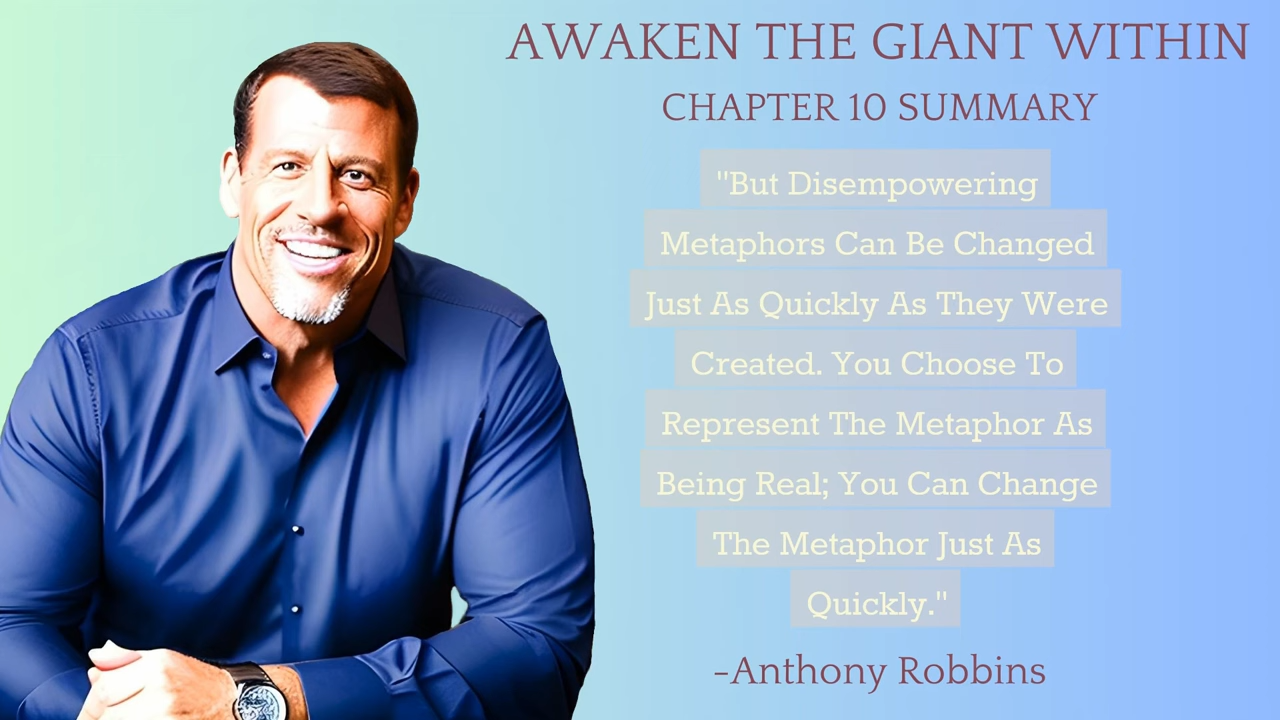 AWAKEN THE GIANT WITHIN
CHAPTER 10 SUMMARY
"But Disempowering
Metaphors Can Be Changed
Just As Quickly As They Were
Created. You Choose To
Represent The Metaphor As
Being Real; You Can Change
The Metaphor Just As
Quickly."
-Anthony Robbins